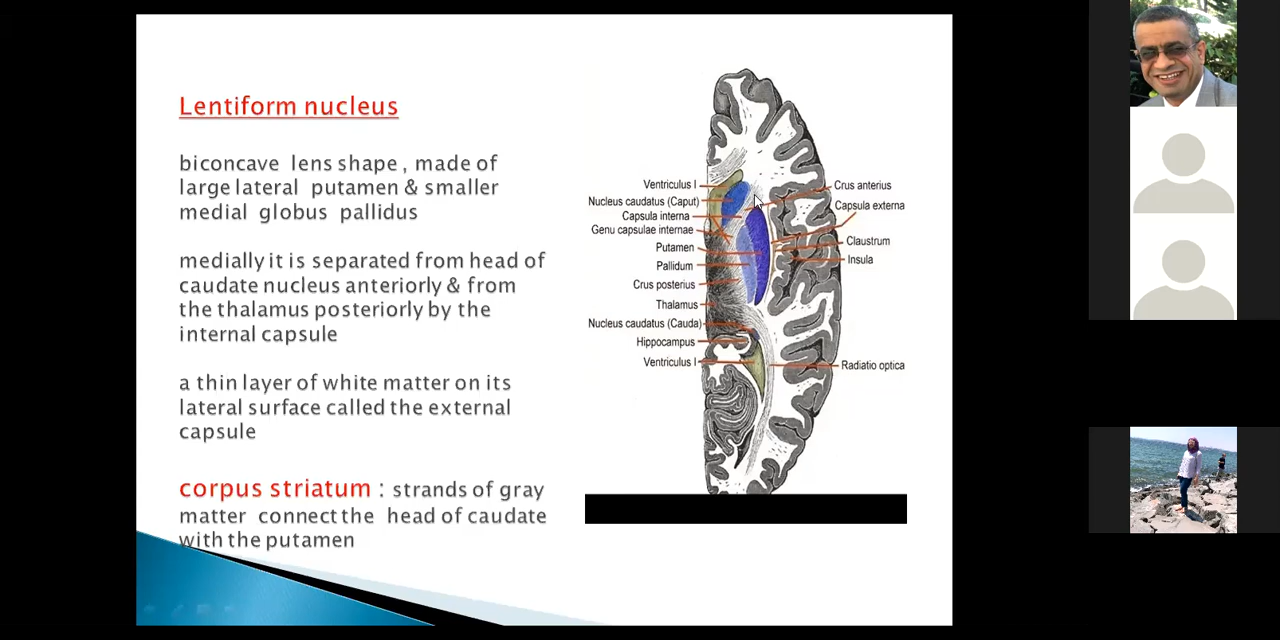 Lentiform nucleus
biconcave lens shape , made of
large lateral putamen & smaller
medial globus pallidus
medially it is separated from head of
caudate nucleus anteriorly & from
the thalamus posteriorly by the
internal capsule
a thin layer of white matter on its
lateral surface called the external
capsule
corpus striatum : strands of gray
matter connect the head of caudate
with the putamen
Ventriculus l
Nucleus caudatus (Caput)
Capsula interna
Genu capsulae internae
Putamen
Pallidum
Crus posterius
Thalamus
Nucleus caudatus (Cauda)
Hippocampus
Ventriculus l
Crus anterius
Capsula externa
Claustrum
Insula
Radiatio optica